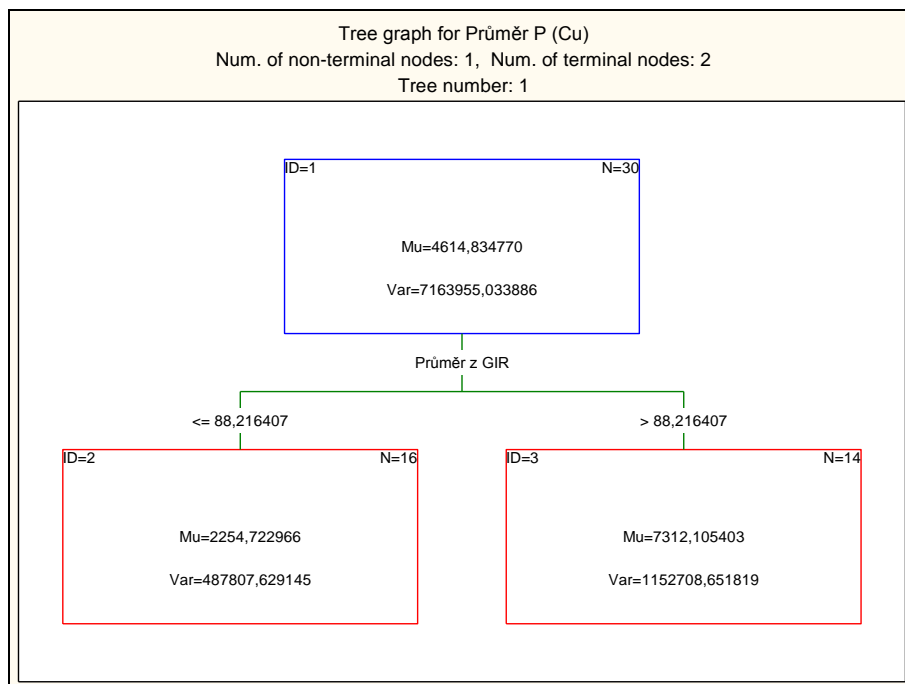 Tree graph for Průměr P (Cu)
Num. of non-terminal nodes: 1,  Num. of terminal nodes: 2
Tree number: 1
ID=1 N=30
Mu=4614,834770
Var=7163955,033886
Průměr z GIR
<= 88,216407 > 88,216407
ID=2 N=16 ID=3 N=14
Mu=2254,722966 Mu=7312,105403
Var=487807,629145 Var=1152708,651819